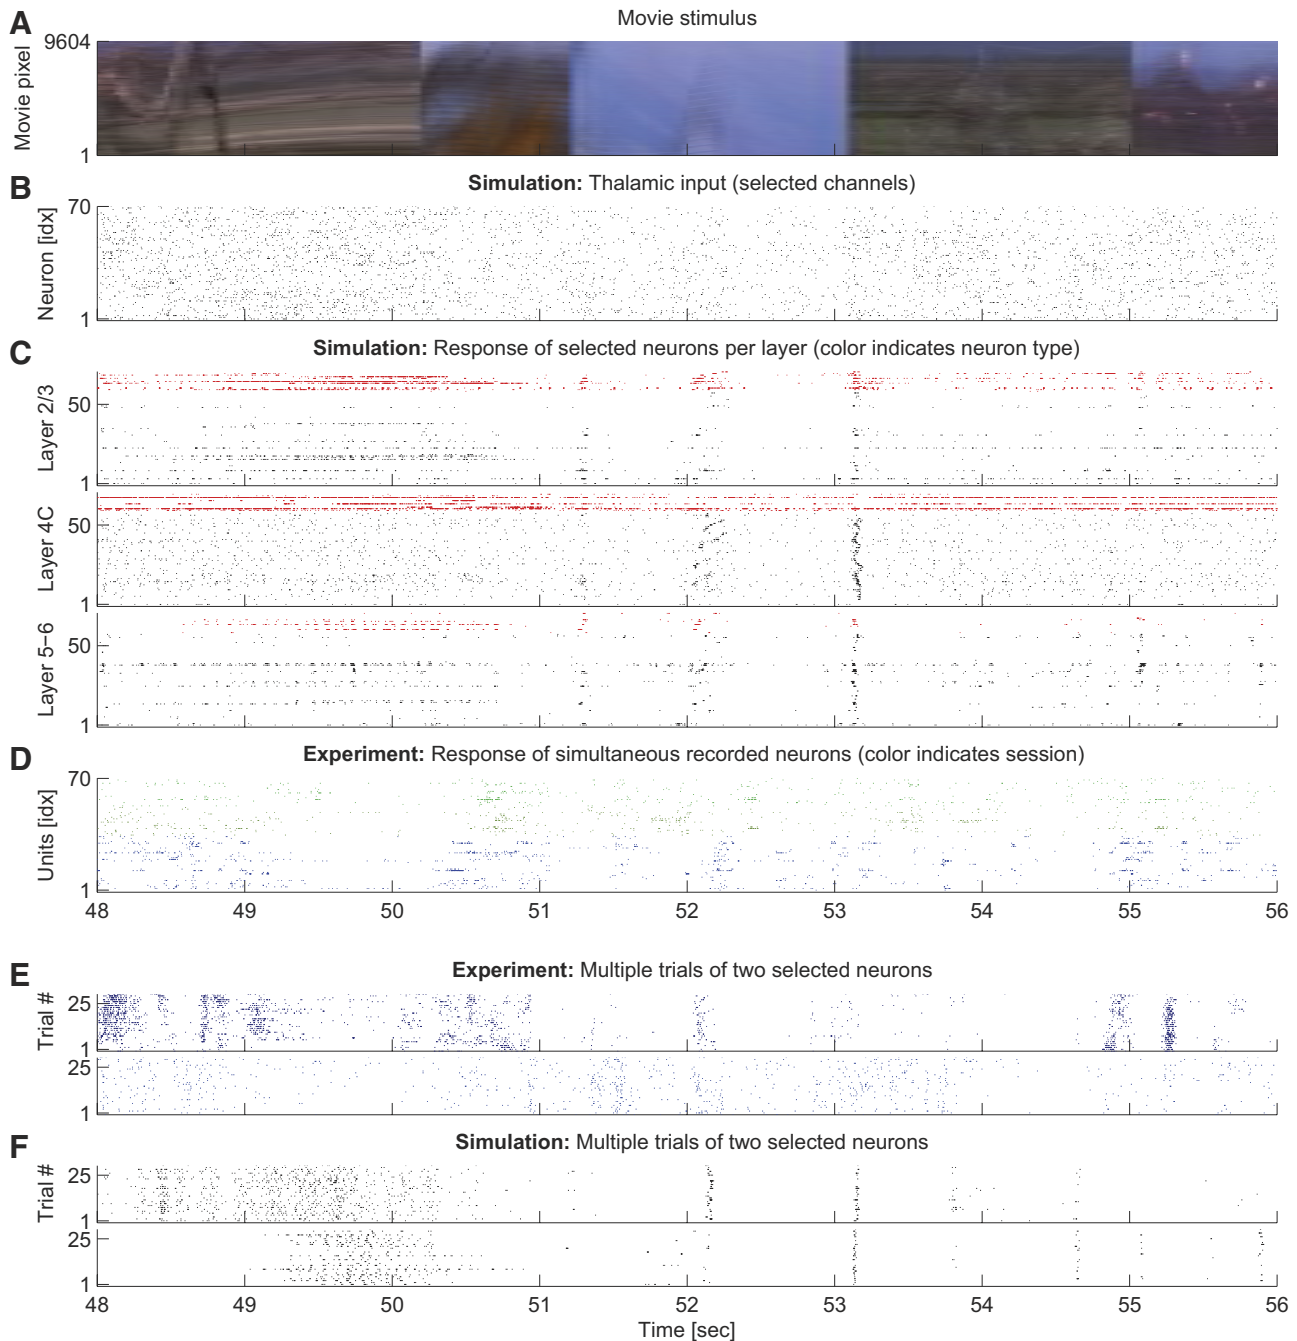 A
Movie stimulus
Movie pixel
9604
1
B
Simulation: Thalamic input (selected channels)
Neuron [idx]
70
1
C
Simulation: Response of selected neurons per layer (color indicates neuron type)
Layer 2/3
50
1
Layer 4C
50
1
Layer 5–6
50
1
D
Experiment: Response of simultaneous recorded neurons (color indicates session)
Units [idx]
70
1
48 49 50 51 52 53 54 55 56
E
Experiment: Multiple trials of two selected neurons
Trial #
25
1
25
1
F
Simulation: Multiple trials of two selected neurons
Trial #
25
1
25
1
48 49 50 51 52 53 54 55 56
Time [sec]